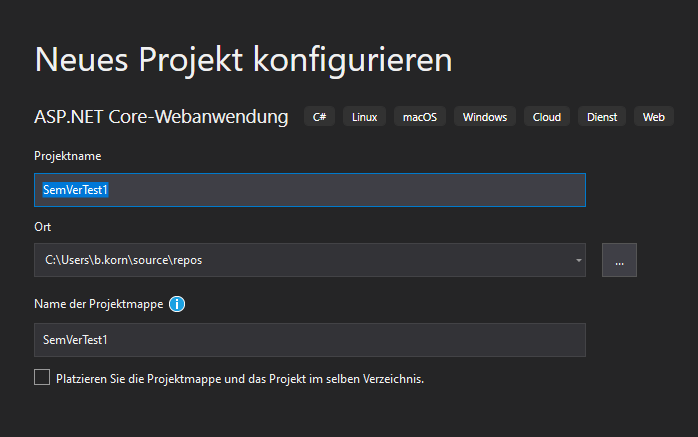 Neues Projekt konfigurieren
ASP.NET Core-Webanwendung C# Linux macOS Windows Cloud Dienst Web
Projektname
SemVerTest1
Ort
C:\Users\b.korn\source\repos ...
Name der Projektmappe i
SemVerTest1
Platzieren Sie die Projektmappe und das Projekt im selben Verzeichnis.